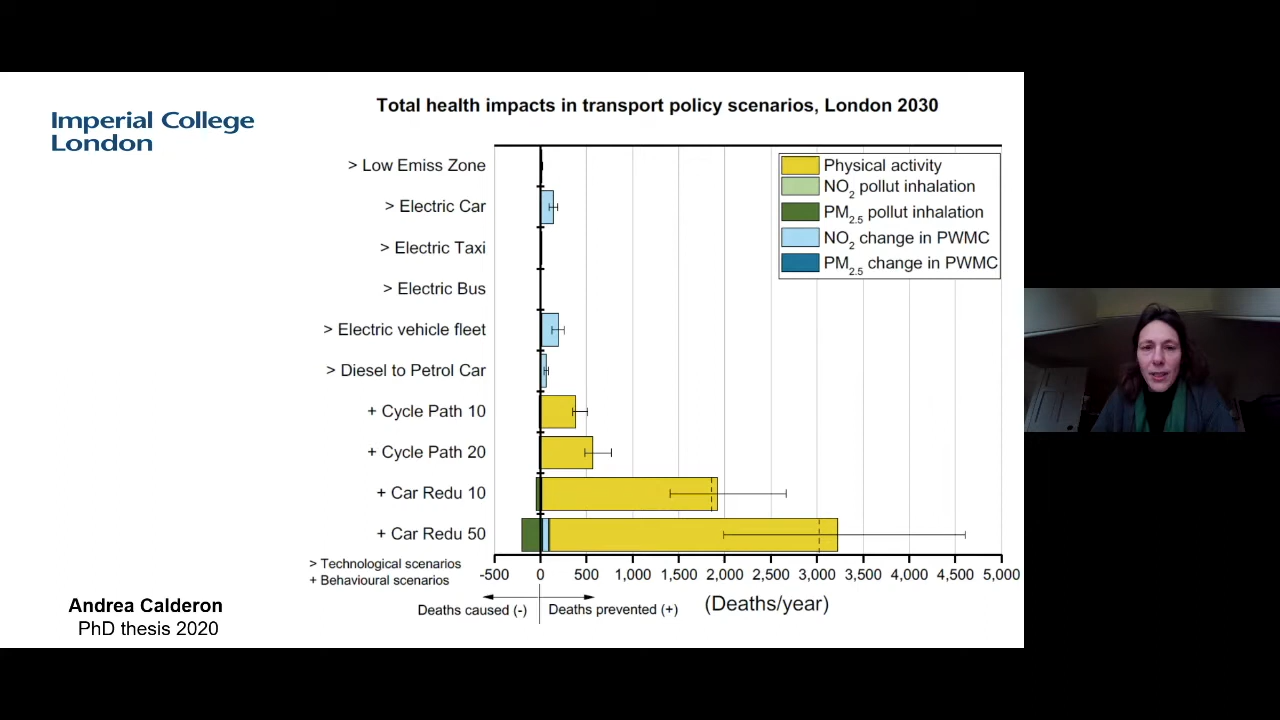 Total health impacts in transport policy scenarios, London 2030
Imperial College
London
> Low Emiss Zone
> Electric Car
> Electric Taxi
> Electric Bus
> Electric vehicle fleet
> Diesel to Petrol Car
+ Cycle Path 10
+ Cycle Path 20
+ Car Redu 10
+ Car Redu 50
Physical activity
NO2 pollut inhalation
PM2.5 pollut inhalation
NO2 change in PWMC
PM2.5 change in PWMC
> Technological scenarios
+ Behavioural scenarios
-500 0 500 1,000 1,500 2,000 2,500 3,000 3,500 4,000 4,500 5,000
Deaths caused (-) Deaths prevented (+) (Deaths/year)
Andrea Calderon
PhD thesis 2020